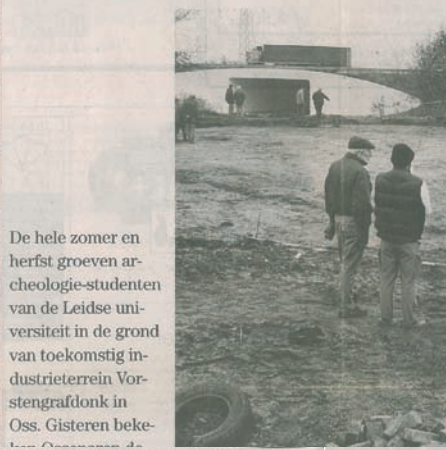 De hele zomer en
herfst groeven ar-
cheologie-studenten
van de Leidse uni-
versiteit in de grond
van toekomstig in-
dustrieterrein Vor-
stengrafdonk in
Oss. Gisteren beke-